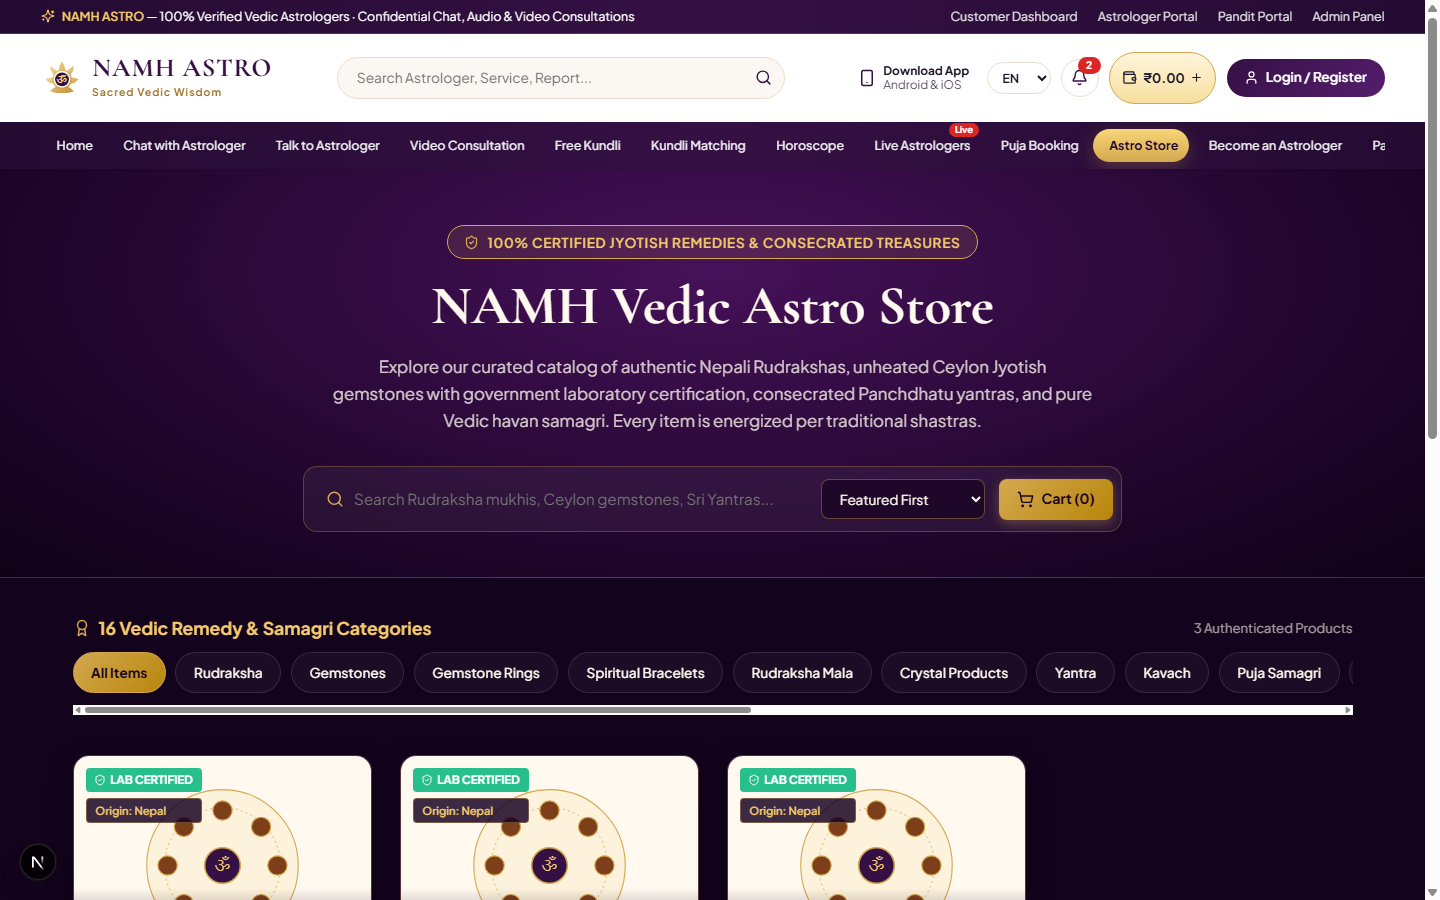 NAMH ASTRO — 100% Verified Vedic Astrologers · Confidential Chat, Audio & Video Consultations
Customer Dashboard Astrologer Portal Pandit Portal Admin Panel
NAMH ASTRO
Sacred Vedic Wisdom
Search Astrologer, Service, Report...
Download App
Android & iOS
EN
2
₹0.00 +
Login / Register
Home Chat with Astrologer Talk to Astrologer Video Consultation Free Kundli Kundli Matching Horoscope Live Astrologers Live Puja Booking Astro Store Become an Astrologer Pa
100% CERTIFIED JYOTISH REMEDIES & CONSECRATED TREASURES
NAMH Vedic Astro Store
Explore our curated catalog of authentic Nepali Rudrakshas, unheated Ceylon Jyotish
gemstones with government laboratory certification, consecrated Panchdhatu yantras, and pure
Vedic havan samagri. Every item is energized per traditional shastras.
Search Rudraksha mukhis, Ceylon gemstones, Sri Yantras...
Featured First
Cart (0)
16 Vedic Remedy & Samagri Categories
3 Authenticated Products
All Items Rudraksha Gemstones Gemstone Rings Spiritual Bracelets Rudraksha Mala Crystal Products Yantra Kavach Puja Samagri
LAB CERTIFIED
Origin: Nepal
ॐ
LAB CERTIFIED
Origin: Nepal
ॐ
LAB CERTIFIED
Origin: Nepal
ॐ
N